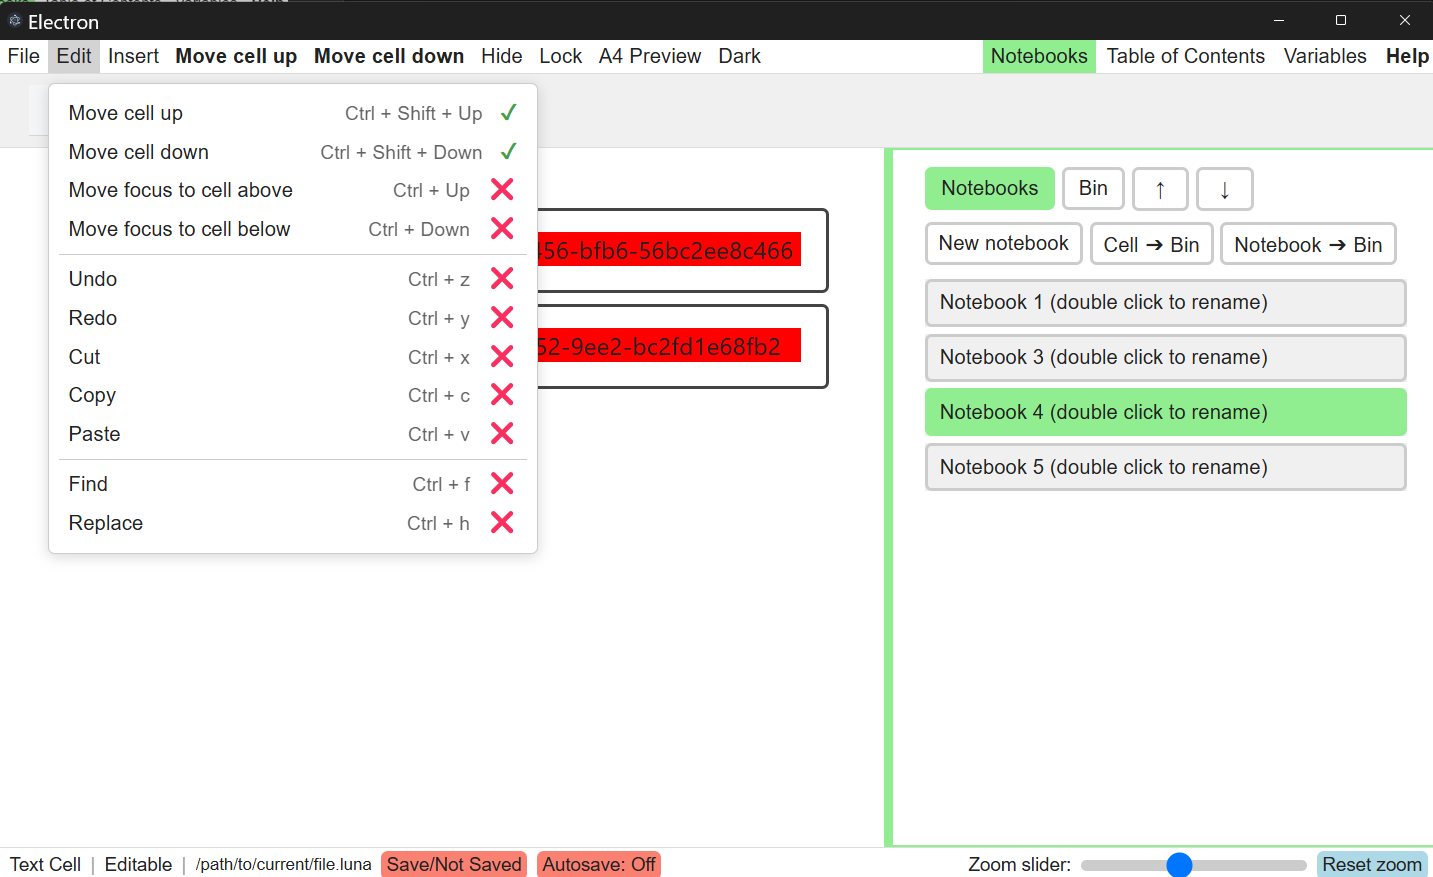 Electron
File Edit Insert Move cell up Move cell down Hide Lock A4 Preview Dark Notebooks Table of Contents Variables Help
Move cell up Ctrl + Shift + Up ✓
Move cell down Ctrl + Shift + Down ✓
Move focus to cell above Ctrl + Up ❌
Move focus to cell below Ctrl + Down ❌
Undo Ctrl + z ❌
Redo Ctrl + y ❌
Cut Ctrl + x ❌
Copy Ctrl + c ❌
Paste Ctrl + v ❌
Find Ctrl + f ❌
Replace Ctrl + h ❌
456-bfb6-56bc2ee8c466
52-9ee2-bc2fd1e68fb2
Notebooks Bin ↑ ↓
New notebook Cell ➔ Bin Notebook ➔ Bin
Notebook 1 (double click to rename)
Notebook 3 (double click to rename)
Notebook 4 (double click to rename)
Notebook 5 (double click to rename)
Text Cell | Editable | /path/to/current/file.luna Save/Not Saved Autosave: Off Zoom slider: Reset zoom